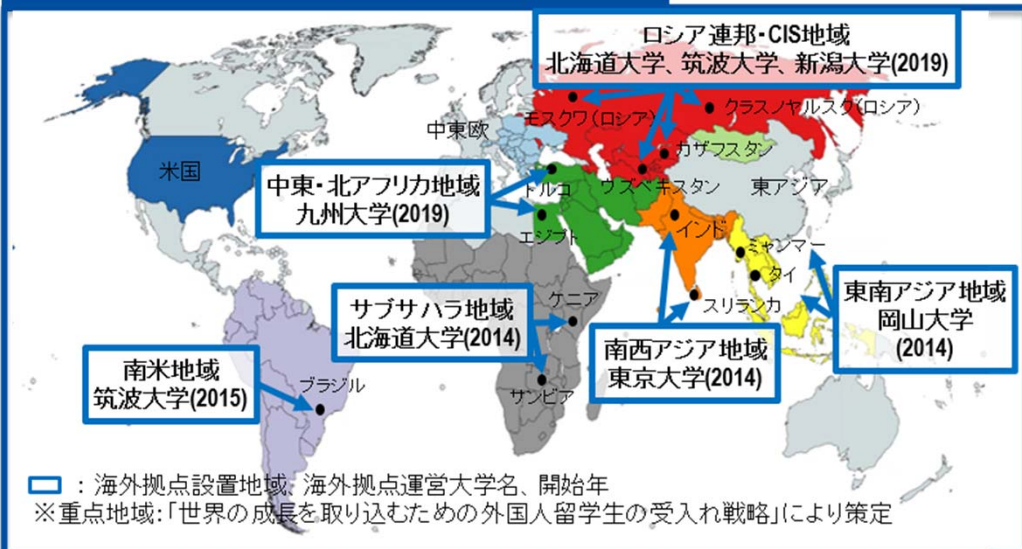 ロシア連邦・CIS地域
北海道大学、筑波大学、新潟大学(2019)
モスクワ(ロシア)
クラスノヤルスク(ロシア)
中東欧
カザフスタン
米国
中東・北アフリカ地域
九州大学(2019)
トルコ
ウズベキスタン
東アジア
エジプト
インド
ミャンマー
タイ
スリランカ
東南アジア地域
岡山大学
(2014)
サブサハラ地域
北海道大学(2014)
ケニア
南西アジア地域
東京大学(2014)
南米地域
筑波大学(2015)
ブラジル
サンビア
:海外拠点設置地域、海外拠点運営大学名、開始年
※重点地域:「世界の成長を取り込むための外国人留学生の受入れ戦略」により策定